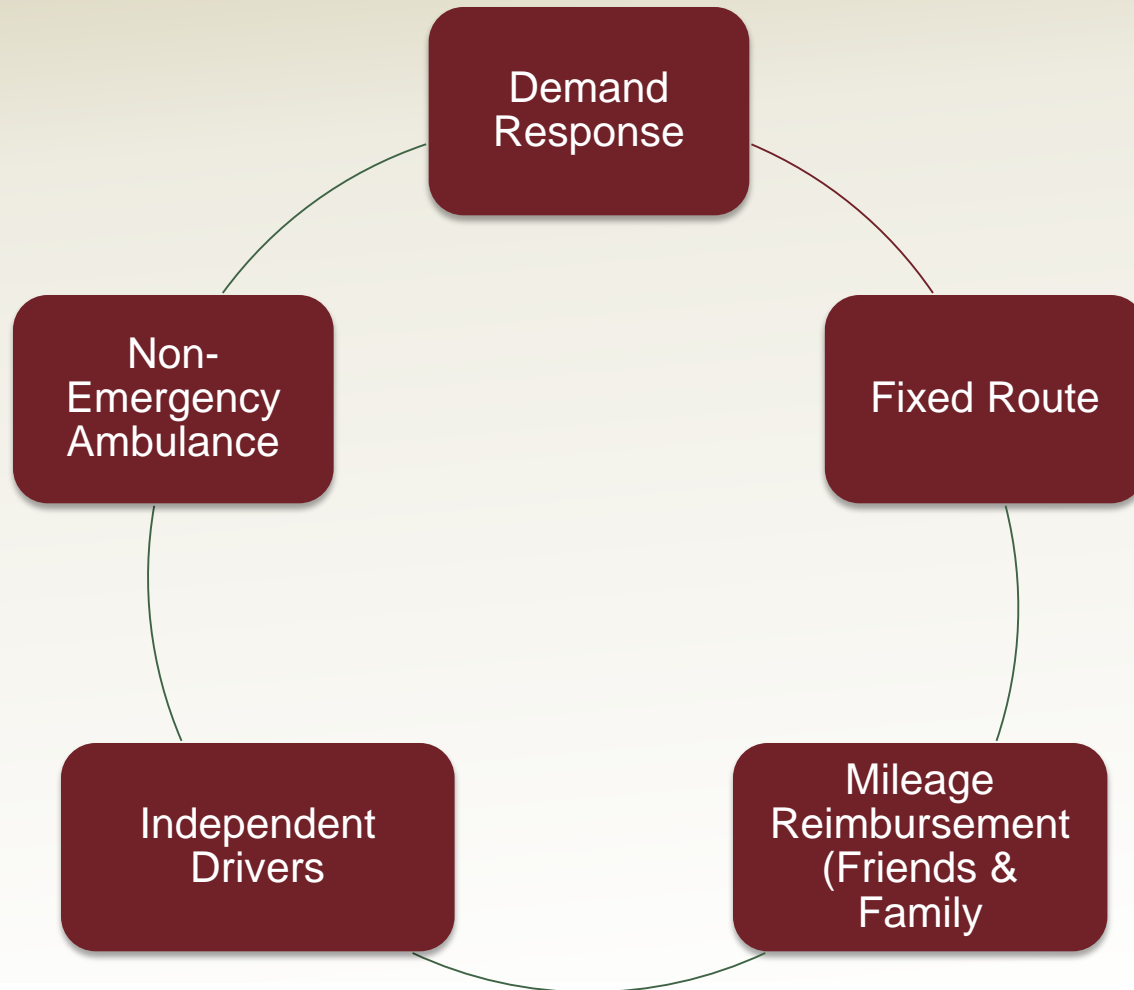 Demand
Response
Non-
Emergency
Ambulance
Fixed Route
Independent
Drivers
Mileage
Reimbursement
(Friends &
Family